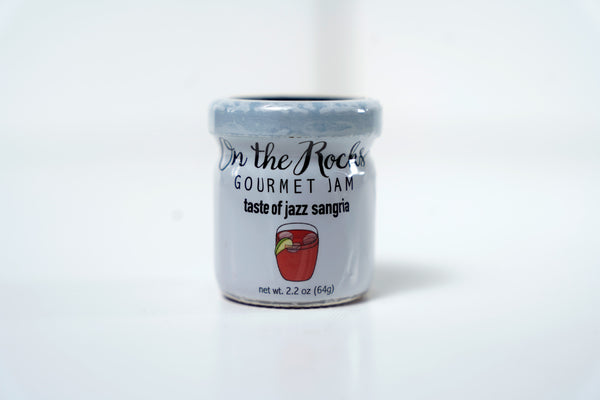 On the Rocks
GOURMET JAM
taste of jazz sangria
net wt. 2.2 oz (64g)